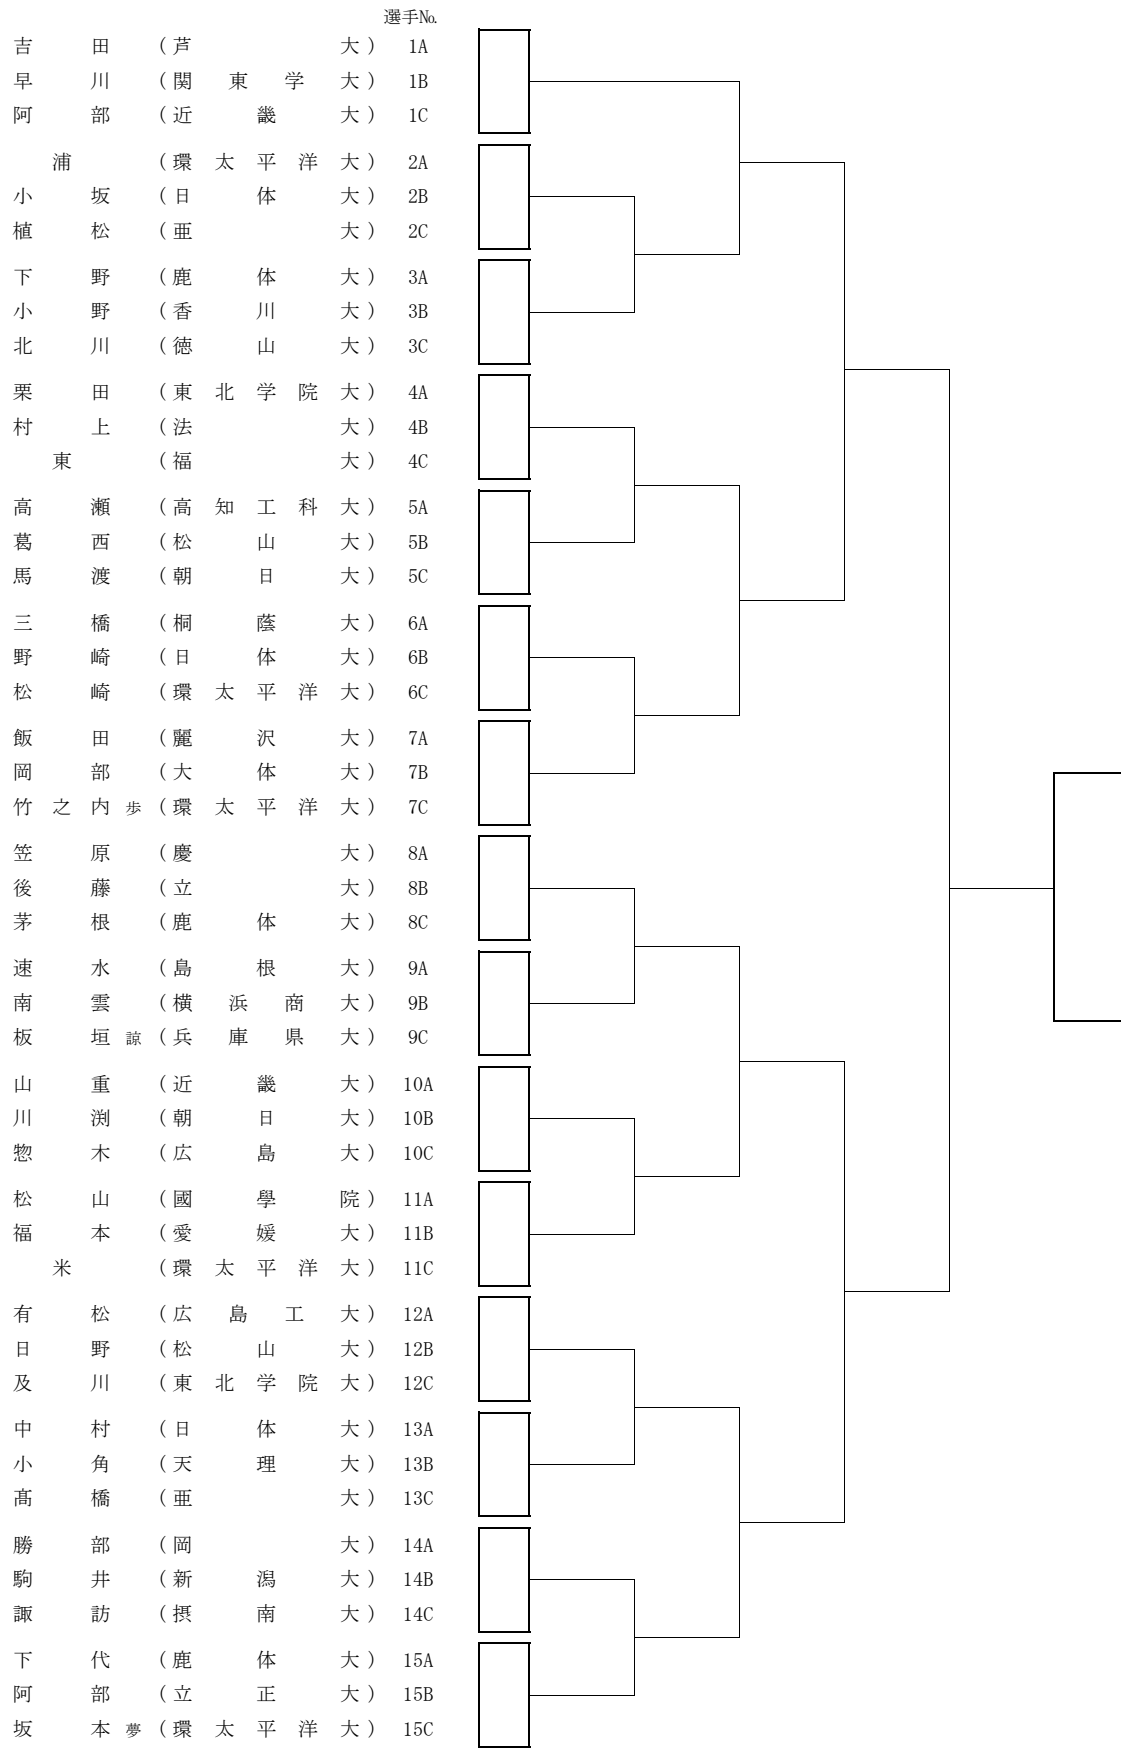 選手No.
吉田（芦大）1A
早川（関東学大）1B
阿部（近畿大）1C
浦（環太平洋大）2A
小坂（日体大）2B
植松（亜大）2C
下野（鹿体大）3A
小野（香川大）3B
北川（徳山大）3C
栗田（東北学院大）4A
村上（法大）4B
東（福大）4C
高瀬（高知工科大）5A
葛西（松山大）5B
馬渡（朝日大）5C
三橋（桐蔭大）6A
野崎（日体大）6B
松崎（環太平洋大）6C
飯田（麗沢大）7A
岡部（大体大）7B
竹之内歩（環太平洋大）7C
笠原（慶大）8A
後藤（立大）8B
茅根（鹿体大）8C
速水（島根大）9A
南雲（横浜商大）9B
板垣諒（兵庫県大）9C
山重（近畿大）10A
川渕（朝日大）10B
惣木（広島大）10C
松山（國學院）11A
福本（愛媛大）11B
米（環太平洋大）11C
有松（広島工大）12A
日野（松山大）12B
及川（東北学院大）12C
中村（日体大）13A
小角（天理大）13B
髙橋（亜大）13C
勝部（岡大）14A
駒井（新潟大）14B
諏訪（摂南大）14C
下代（鹿体大）15A
阿部（立正大）15B
坂本夢（環太平洋大）15C